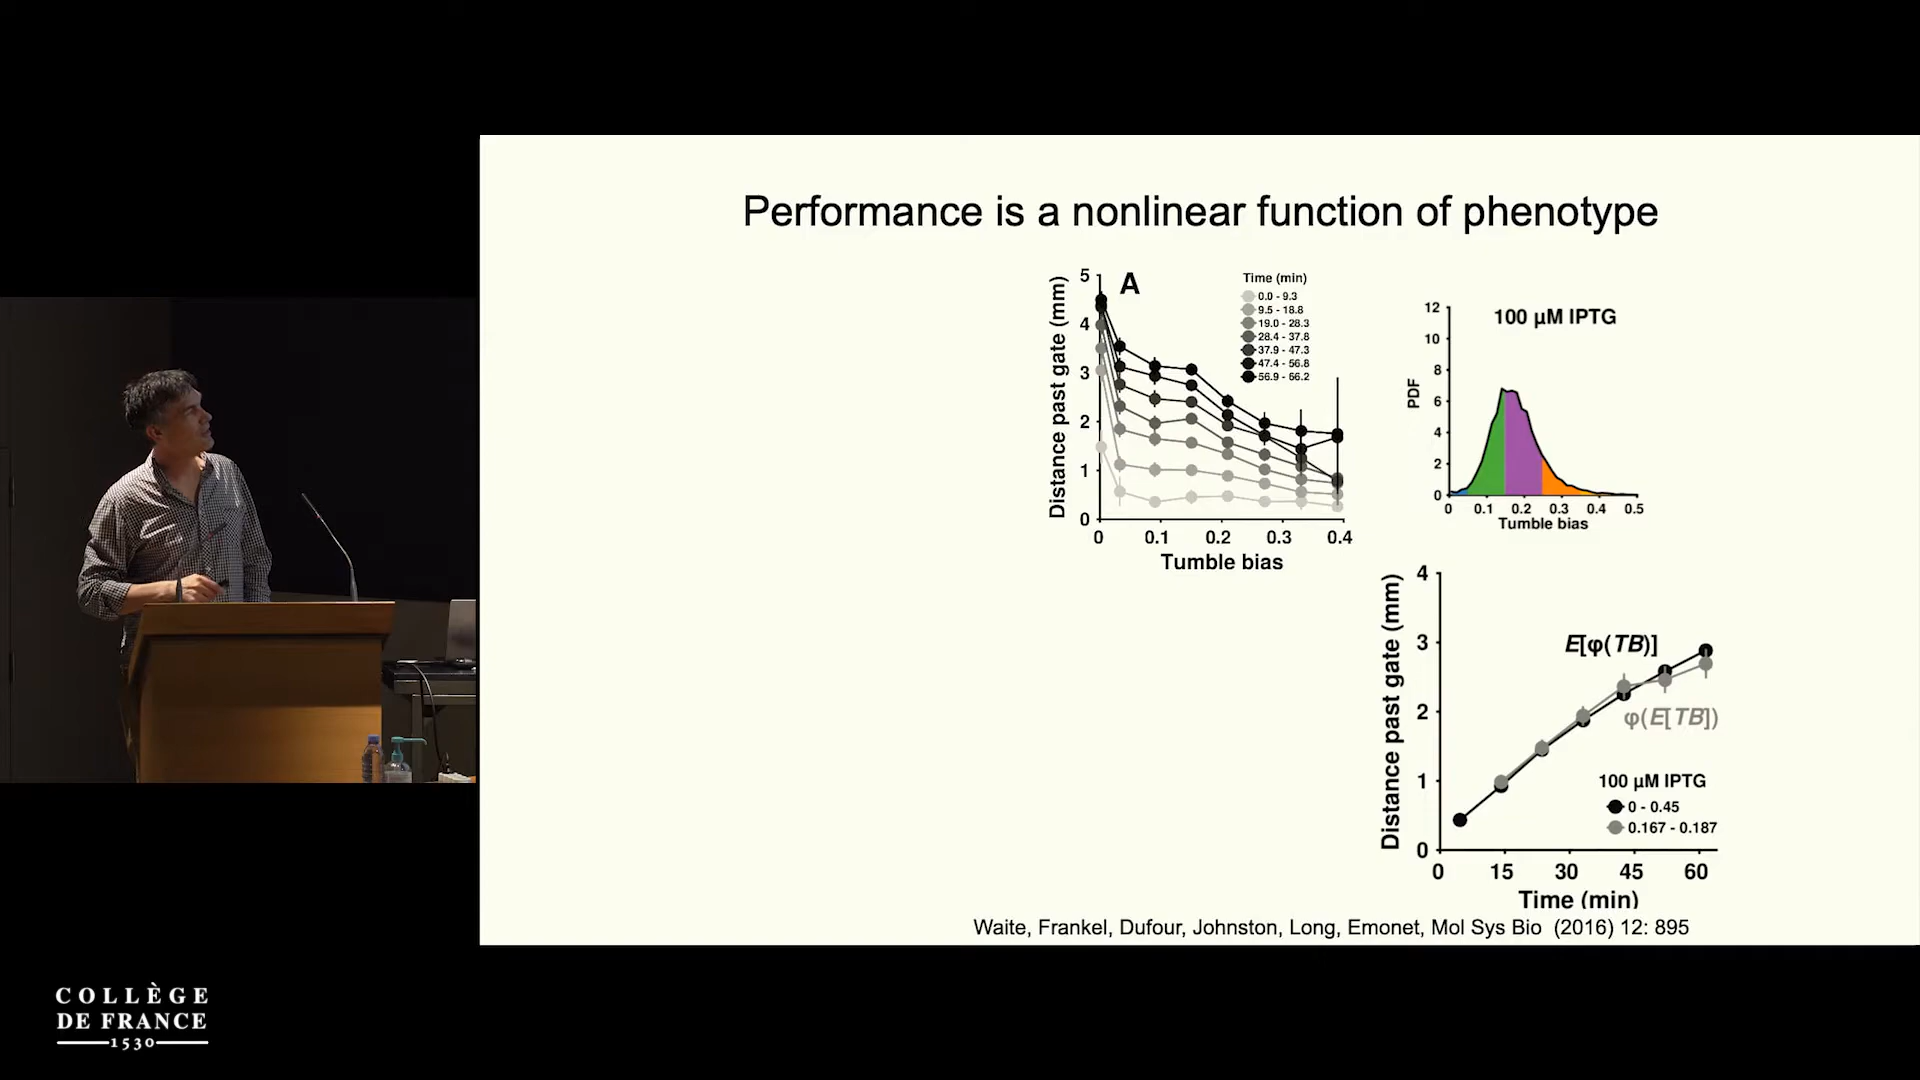 Performance is a nonlinear function of phenotype
A
Distance past gate (mm)
5
4
3
2
1
0
Time (min)
0.0 - 9.3
9.5 - 18.8
19.0 - 28.3
28.4 - 37.8
37.9 - 47.3
47.4 - 56.8
56.9 - 66.2
0 0.1 0.2 0.3 0.4
Tumble bias
100 µM IPTG
PDF
12
10
8
6
4
2
0
0 0.1 0.2 0.3 0.4 0.5
Tumble bias
Distance past gate (mm)
4
3
2
1
0
E[φ(TB)]
φ(E[TB])
100 µM IPTG
0 - 0.45
0.167 - 0.187
0 15 30 45 60
Time (min)
Waite, Frankel, Dufour, Johnston, Long, Emonet, Mol Sys Bio (2016) 12: 895
COLLÈGE
DE FRANCE
1530